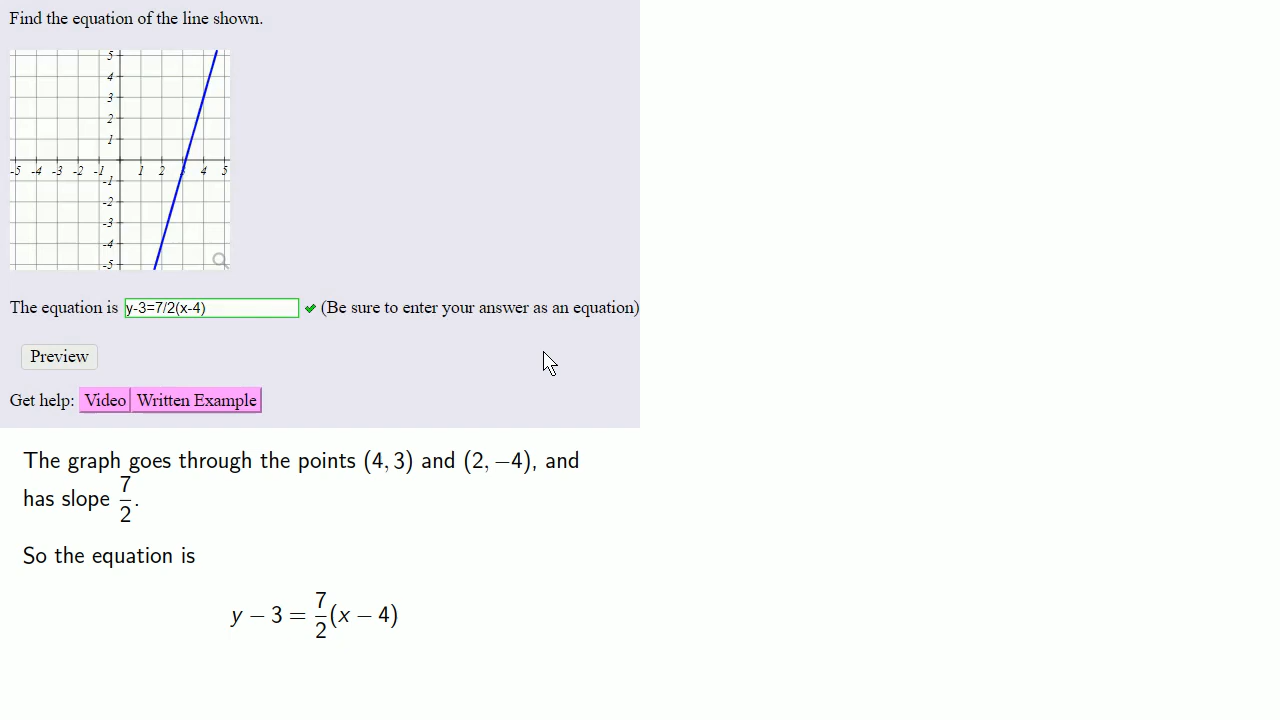 Find the equation of the line shown.
5
4
3
2
1
-5 -4 -3 -2 -1 1 2 4 5
-1
-2
-3
-4
-5
The equation is y-3=7/2(x-4) (Be sure to enter your answer as an equation)
Preview
Get help: Video Written Example
The graph goes through the points (4, 3) and (2, −4), and
has slope 7/2.
So the equation is
y − 3 = 7/2(x − 4)